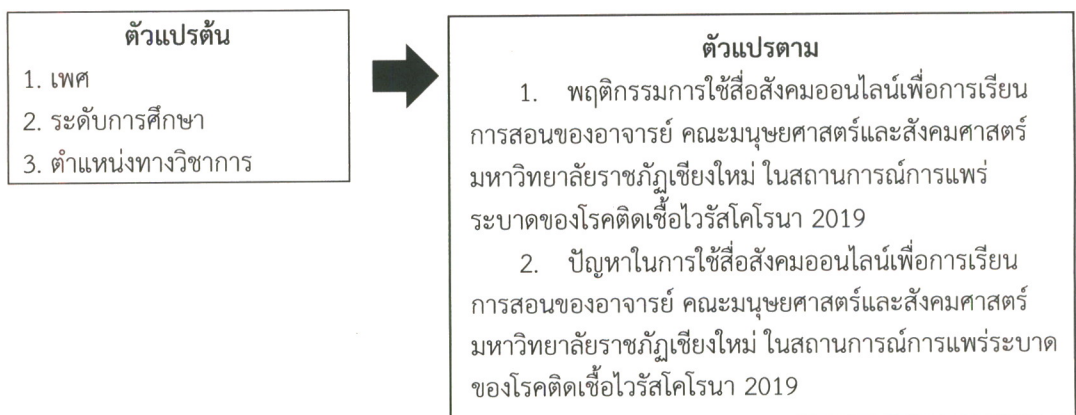 ตัวแปรต้น
1. เพศ
2. ระดับการศึกษา
3. ตำแหน่งทางวิชาการ
ตัวแปรตาม
1. พฤติกรรมการใช้สื่อสังคมออนไลน์เพื่อการเรียน
การสอนของอาจารย์ คณะมนุษยศาสตร์และสังคมศาสตร์
มหาวิทยาลัยราชภัฏเชียงใหม่ ในสถานการณ์การแพร่
ระบาดของโรคติดเชื้อไวรัสโคโรนา 2019
2. ปัญหาในการใช้สื่อสังคมออนไลน์เพื่อการเรียน
การสอนของอาจารย์ คณะมนุษยศาสตร์และสังคมศาสตร์
มหาวิทยาลัยราชภัฏเชียงใหม่ ในสถานการณ์การแพร่ระบาด
ของโรคติดเชื้อไวรัสโคโรนา 2019